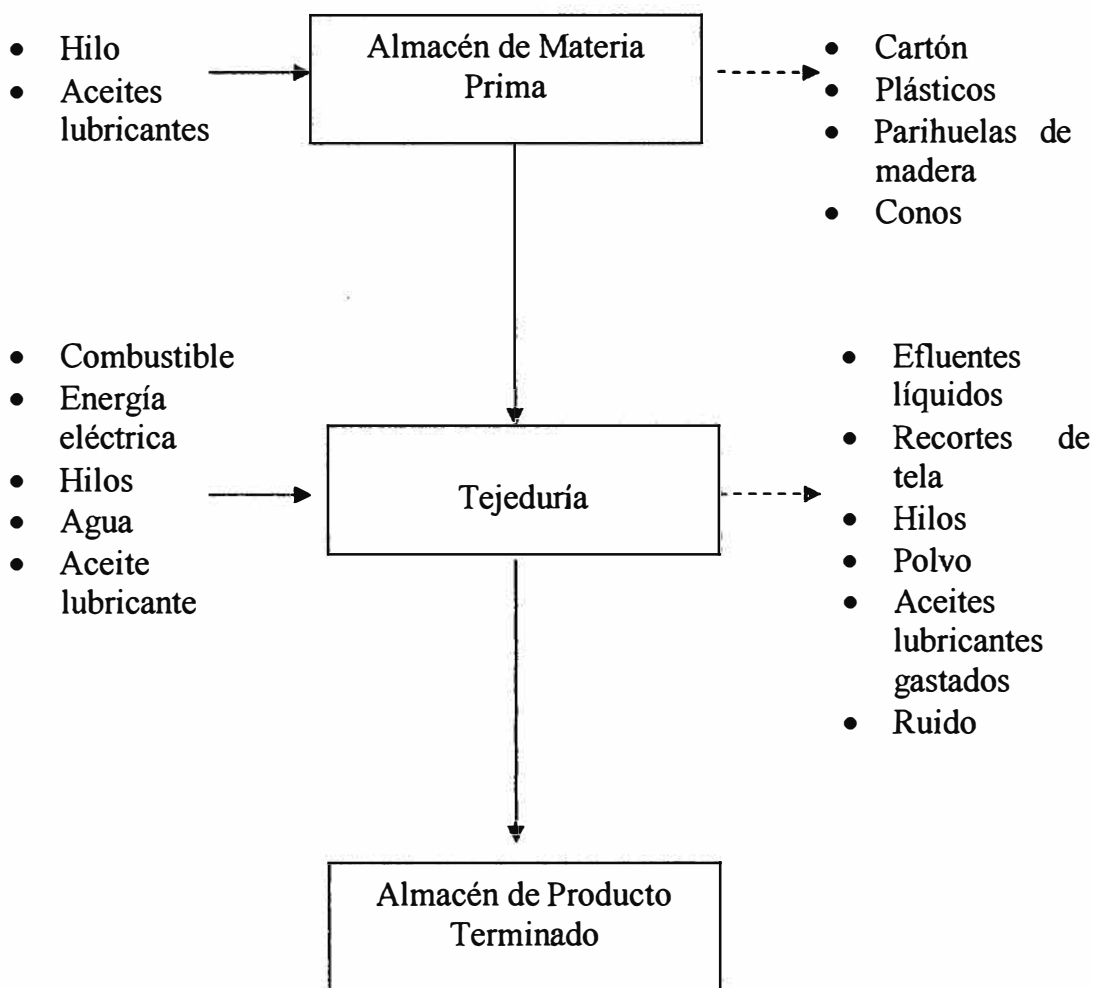 • Hilo
• Aceites
lubricantes
Almacén de Materia
Prima
• Cartón
• Plásticos
• Parihuelas de
madera
• Conos
• Combustible
• Energía
eléctrica
• Hilos
• Agua
• Aceite
lubricante
Tejeduría
• Efluentes
líquidos
• Recortes de
tela
• Hilos
• Polvo
• Aceites
lubricantes
gastados
• Ruido
Almacén de Producto
Terminado